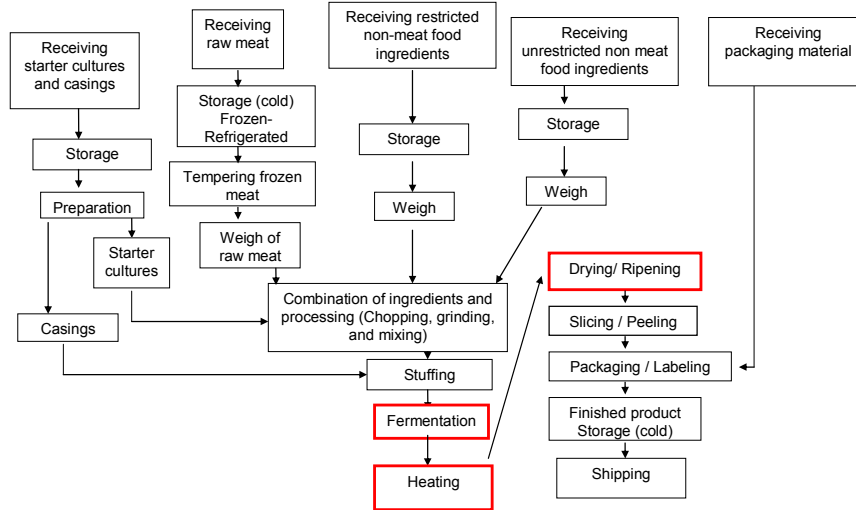 Receiving
starter cultures
and casings
Receiving
raw meat
Receiving restricted
non-meat food
ingredients
Receiving
unrestricted non meat
food ingredients
Receiving
packaging material
Storage (cold)
Frozen-
Refrigerated
Storage
Storage
Storage
Tempering frozen
meat
Preparation
Weigh
Weigh
Starter
cultures
Weigh of
raw meat
Drying/ Ripening
Combination of ingredients and
processing (Chopping, grinding,
and mixing)
Casings
Slicing / Peeling
Stuffing
Packaging / Labeling
Fermentation
Finished product
Storage (cold)
Heating
Shipping